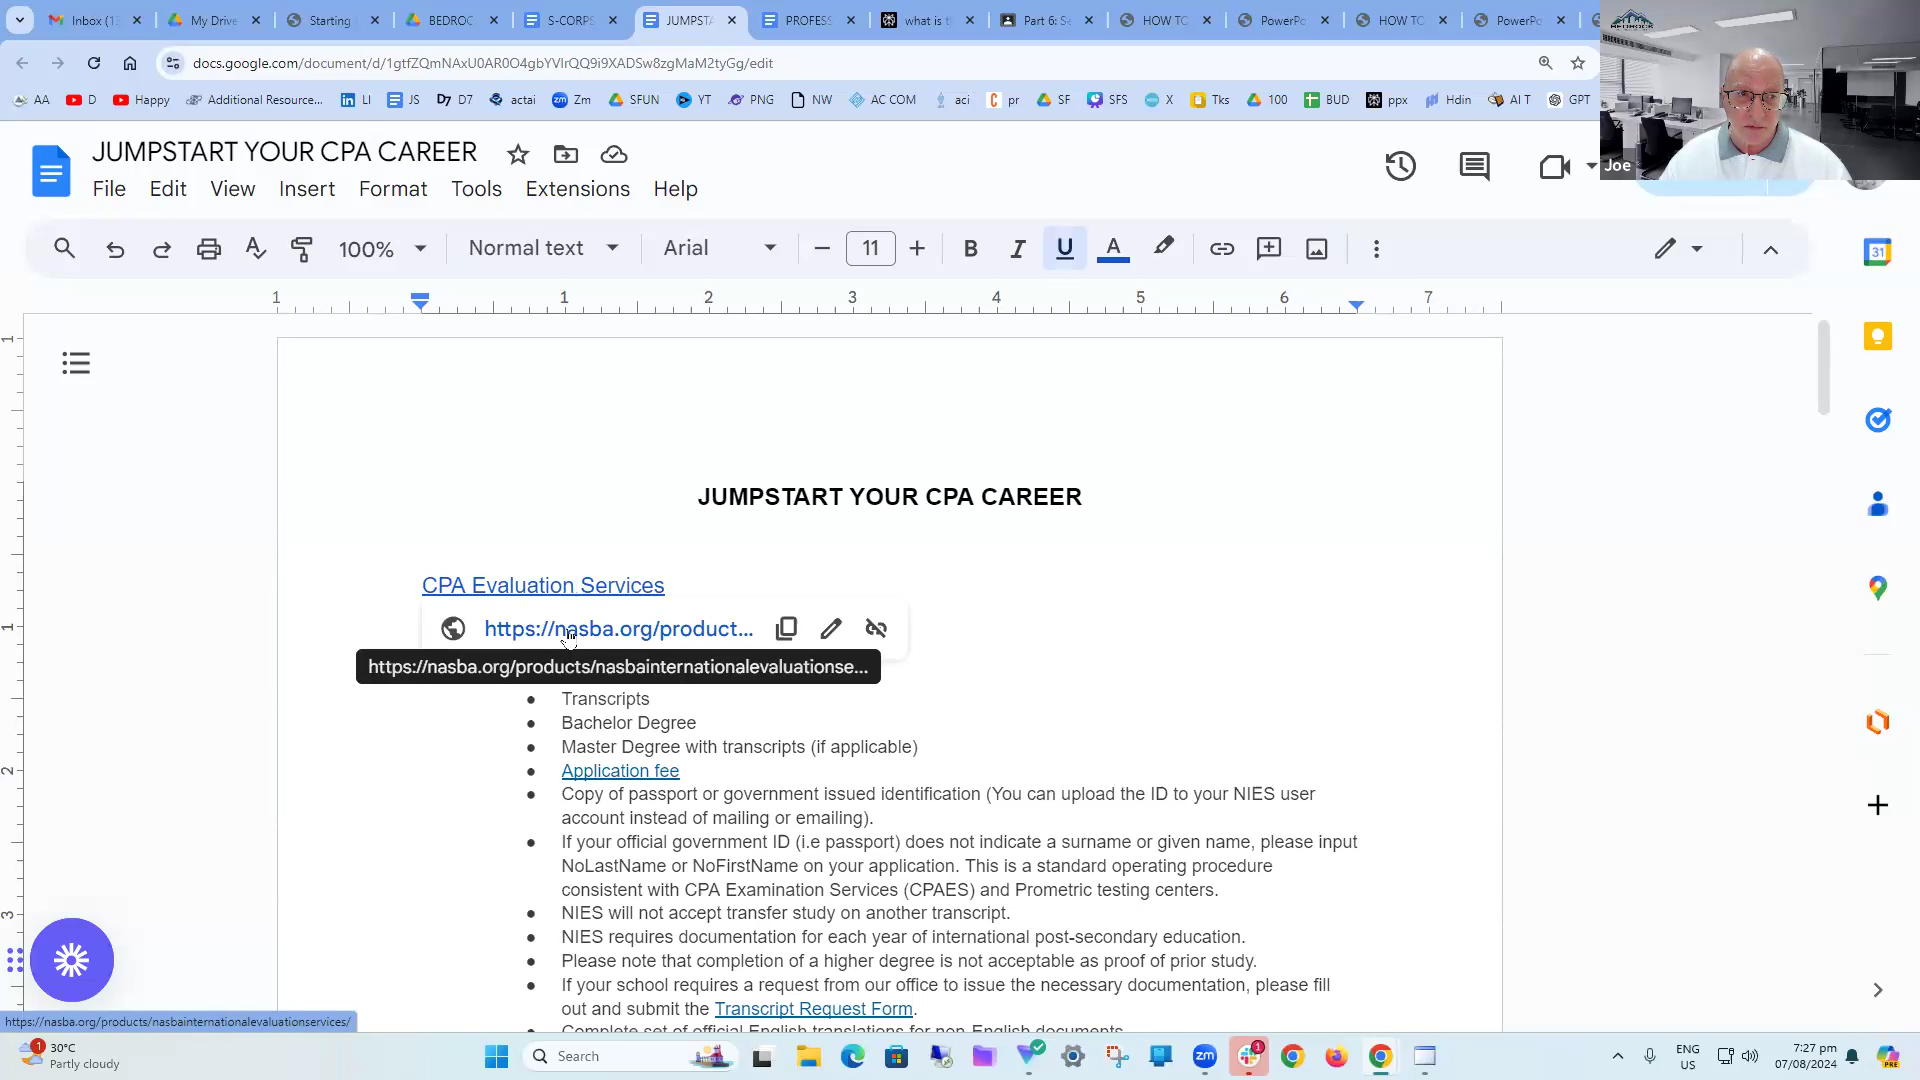 Inbox (13
My Drive
Starting
BEDROC
S-CORPS
JUMPSTA
PROFESS
what is t
Part 6: Se
HOW TO
PowerPo
HOW TO
PowerPo
docs.google.com/document/d/1gtfZQmNAxU0AR0O4gbYVIrQQ9i9XADSw8zgMaM2tyGg/edit
AA
D
Happy
Additional Resource...
LI
JS
D7
actai
Zm
SFUN
YT
PNG
NW
AC COM
aci
pr
SF
SFS
X
Tks
100
BUD
ppx
Hdin
AI T
GPT
BEDROCK
Joe
JUMPSTART YOUR CPA CAREER
File Edit View Insert Format Tools Extensions Help
100% Normal text Arial 11
1 1 2 3 4 5 6 7
JUMPSTART YOUR CPA CAREER
CPA Evaluation Services
https://nasba.org/product...
https://nasba.org/products/nasbainternationalevaluationse...
● Transcripts
● Bachelor Degree
● Master Degree with transcripts (if applicable)
● Application fee
● Copy of passport or government issued identification (You can upload the ID to your NIES user
account instead of mailing or emailing).
● If your official government ID (i.e passport) does not indicate a surname or given name, please input
NoLastName or NoFirstName on your application. This is a standard operating procedure
consistent with CPA Examination Services (CPAES) and Prometric testing centers.
● NIES will not accept transfer study on another transcript.
● NIES requires documentation for each year of international post-secondary education.
● Please note that completion of a higher degree is not acceptable as proof of prior study.
● If your school requires a request from our office to issue the necessary documentation, please fill
out and submit the Transcript Request Form.
Complete set of official English translations for non-English documents
https://nasba.org/products/nasbainternationalevaluationservices/
30°C
Partly cloudy
Search
ENG
US
7:27 pm
07/08/2024